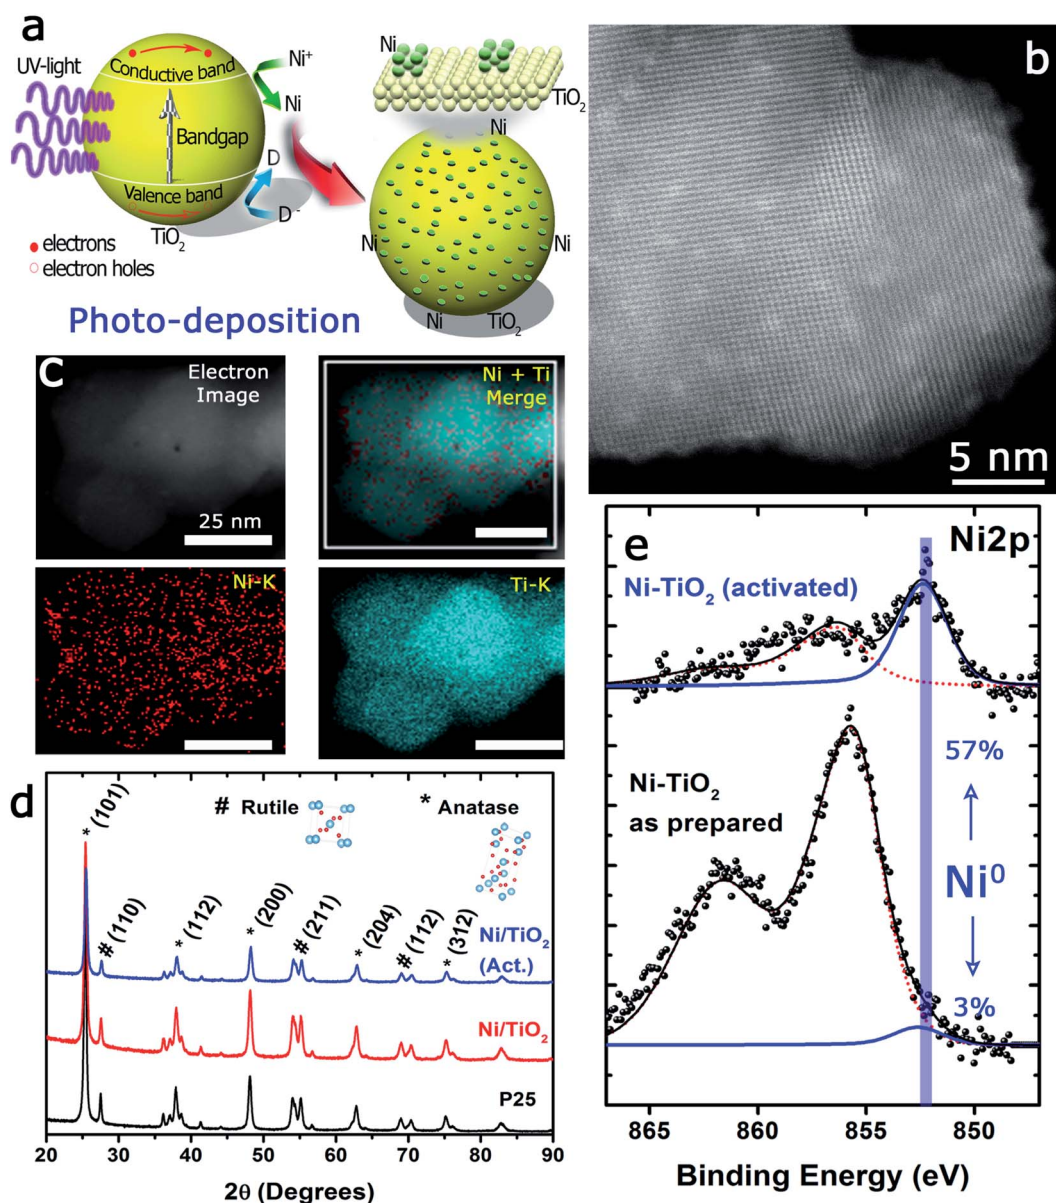 a
UV-light
Conductive band
Bandgap
Valence band
TiO2
Ni+
Ni
D
D-
electrons
electron holes
Ni
TiO2
Ni
Ni
Ni
Ni
TiO2
Photo-deposition
b
5 nm
c
Electron
Image
25 nm
Ni + Ti
Merge
Ni-K
Ti-K
d
# Rutile
* Anatase
* (101)
# (110)
* (112)
* (200)
# (211)
* (204)
# (112)
* (312)
Ni/TiO2
(Act.)
Ni/TiO2
P25
20 30 40 50 60 70 80 90
2θ (Degrees)
e
Ni2p
Ni-TiO2 (activated)
57%
Ni-TiO2
as prepared
Ni0
3%
865 860 855 850
Binding Energy (eV)